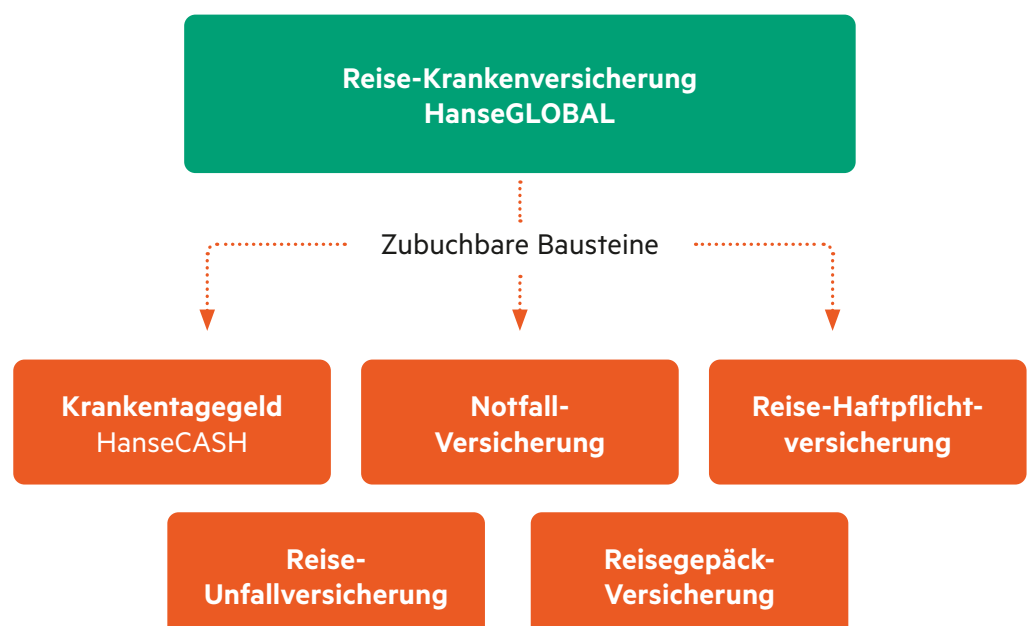 Reise-Krankenversicherung
HanseGLOBAL
Zubuchbare Bausteine
Krankentagegeld
HanseCASH
Notfall-
Versicherung
Reise-Haftpflicht-
versicherung
Reise-
Unfallversicherung
Reisegepäck-
Versicherung